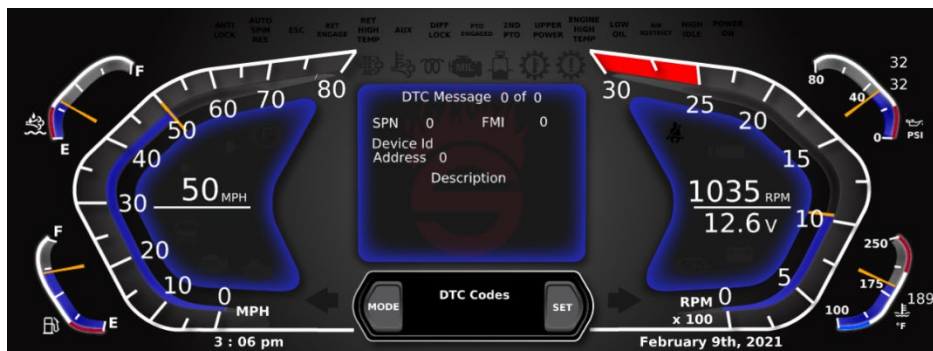 ANTI LOCK
AUTO SPIN RES
ESC
RET ENGAGE
RET HIGH TEMP
AUX
DIFF LOCK
PTO ENGAGED
2ND PTO
UPPER POWER
ENGINE HIGH TEMP
LOW OIL
AIR RESTRICT
HIGH IDLE
POWER ON
MIL
F
E
80
70
60
50
40
30
20
10
0
MPH
50 MPH
F
E
DTC Message 0 of 0
SPN 0 FMI 0
Device Id
Address 0
Description
MODE
DTC Codes
SET
30
25
20
15
10
5
0
RPM
x 100
1035 RPM
12.6 V
80
40
0
32
32
PSI
250
175
100
189
°F
3 : 06 pm
February 9th, 2021